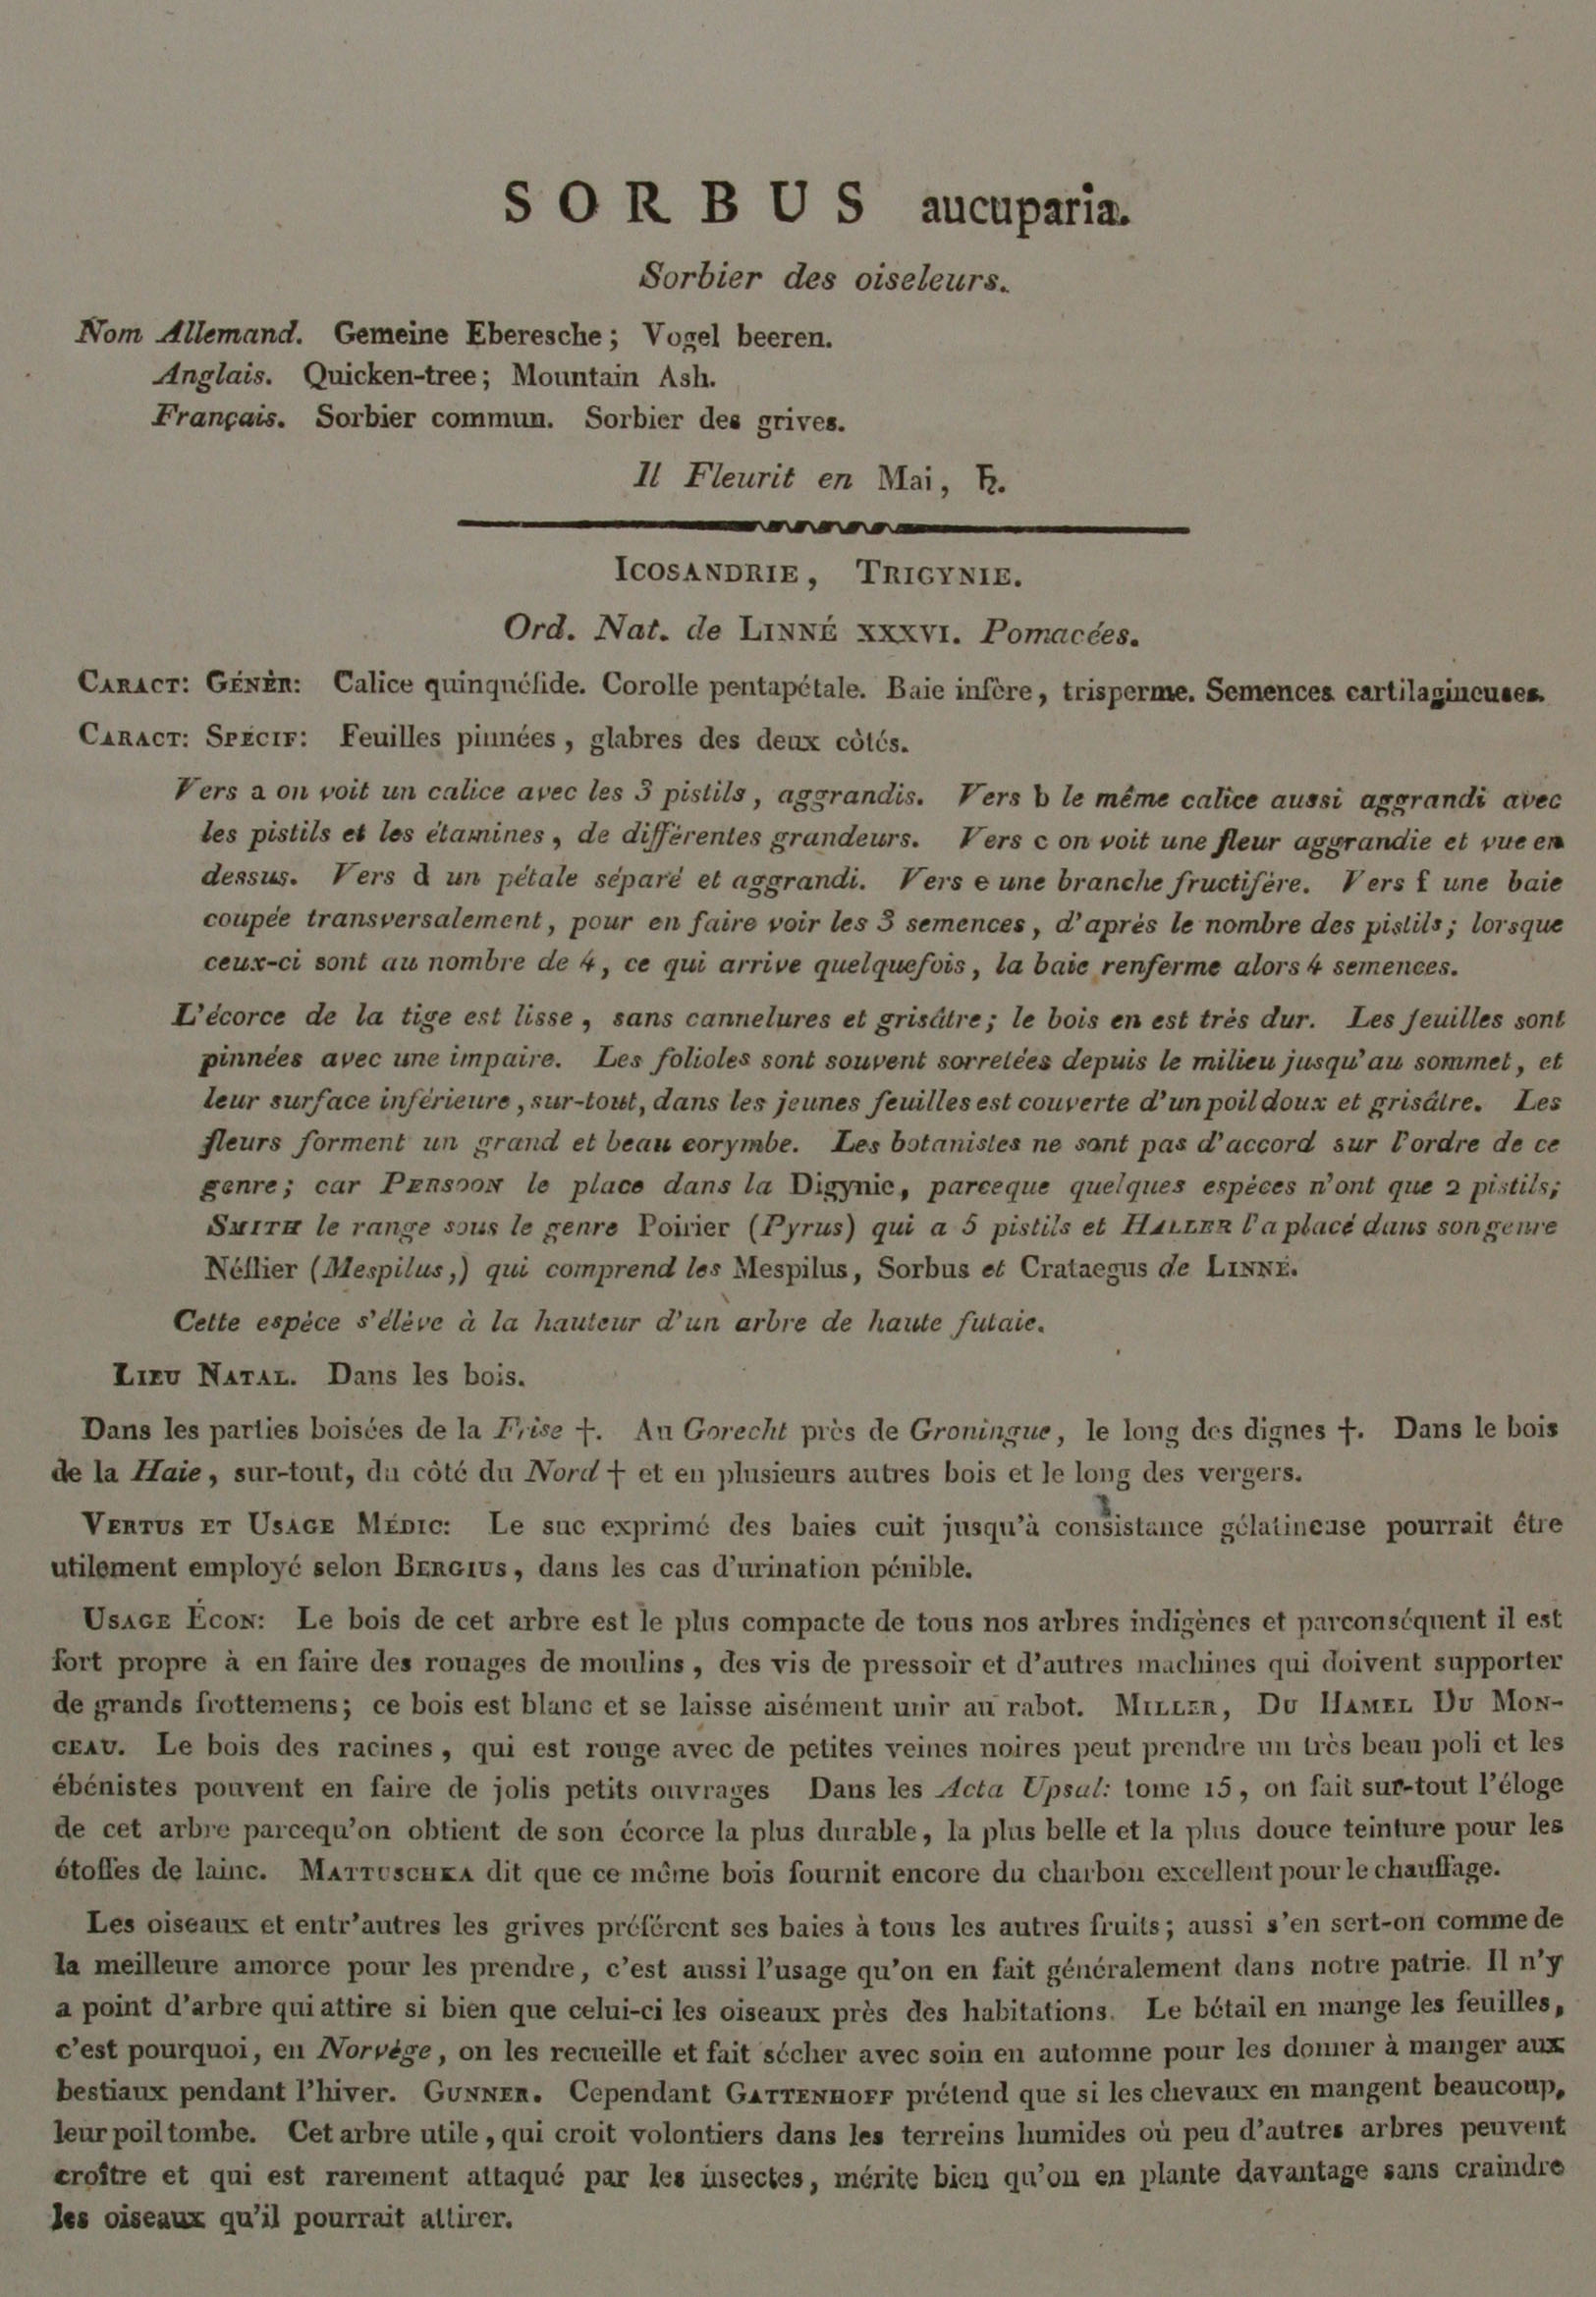 SORBUS aucuparia.
Sorbier des oiseleurs.
Nom Allemand. Gemeine Eberesche; Vogel beeren.
Anglais. Quicken-tree; Mountain Ash.
Français. Sorbier commun. Sorbier des grives.
Il Fleurit en Mai, ♄.
ICOSANDRIE, TRIGYNIE.
Ord. Nat. de LINNÉ XXXVI. Pomacées.
CARACT: GÉNÈR: Calice quinquéfide. Corolle pentapétale. Baie infère, trisperme. Semences cartilagineuses.
CARACT: SPÉCIF: Feuilles pinnées, glabres des deux côtés.
Vers a on voit un calice avec les 3 pistils, aggrandis. Vers b le même calice aussi aggrandi avec
les pistils et les étamines, de différentes grandeurs. Vers c on voit une fleur aggrandie et vue en
dessus. Vers d un pétale séparé et aggrandi. Vers e une branche fructifère. Vers f une baie
coupée transversalement, pour en faire voir les 3 semences, d'après le nombre des pistils; lorsque
ceux-ci sont au nombre de 4, ce qui arrive quelquefois, la baie renferme alors 4 semences.
L'écorce de la tige est lisse, sans cannelures et grisâtre; le bois en est très dur. Les feuilles sont
pinnées avec une impaire. Les folioles sont souvent sorretées depuis le milieu jusqu'au sommet, et
leur surface inférieure, sur-tout, dans les jeunes feuilles est couverte d'un poil doux et grisâtre. Les
fleurs forment un grand et beau corymbe. Les botanistes ne sont pas d'accord sur l'ordre de ce
genre; car PERSOON le place dans la Digynie, parceque quelques espèces n'ont que 2 pistils;
SMITH le range sous le genre Poirier (Pyrus) qui a 5 pistils et HALLER l'a placé dans son genre
Néflier (Mespilus,) qui comprend les Mespilus, Sorbus et Crataegus de LINNÉ.
Cette espèce s'élève à la hauteur d'un arbre de haute futaie.
LIEU NATAL. Dans les bois.
Dans les parties boisées de la Frise †. Au Gorecht près de Groningue, le long des dignes †. Dans le bois
de la Haie, sur-tout, du côté du Nord † et en plusieurs autres bois et le long des vergers.
VERTUS ET USAGE MÉDIC: Le suc exprimé des baies cuit jusqu'à consistance gélatineuse pourrait être
utilement employé selon BERGIUS, dans les cas d'urination pénible.
USAGE ÉCON: Le bois de cet arbre est le plus compacte de tous nos arbres indigènes et parconséquent il est
fort propre à en faire des rouages de moulins, des vis de pressoir et d'autres machines qui doivent supporter
de grands frottemens; ce bois est blanc et se laisse aisément unir au rabot. MILLER, DU HAMEL DU MON-
CEAU. Le bois des racines, qui est rouge avec de petites veines noires peut prendre un très beau poli et les
ébénistes pouvent en faire de jolis petits ouvrages Dans les Acta Upsal: tome 15, on fait sur-tout l'éloge
de cet arbre parcequ'on obtient de son écorce la plus durable, la plus belle et la plus douce teinture pour les
étoffes de laine. MATTUSCHKA dit que ce même bois fournit encore du charbon excellent pour le chauffage.
Les oiseaux et entr'autres les grives préférent ses baies à tous les autres fruits; aussi s'en sert-on comme de
la meilleure amorce pour les prendre, c'est aussi l'usage qu'on en fait généralement dans notre patrie. Il n'y
a point d'arbre qui attire si bien que celui-ci les oiseaux près des habitations. Le bétail en mange les feuilles,
c'est pourquoi, en Norvège, on les recueille et fait sécher avec soin en automne pour les donner à manger aux
bestiaux pendant l'hiver. GUNNER. Cependant GATTENHOFF prétend que si les chevaux en mangent beaucoup,
leur poil tombe. Cet arbre utile, qui croit volontiers dans les terreins humides où peu d'autres arbres peuvent
croître et qui est rarement attaqué par les insectes, mérite bien qu'on en plante davantage sans craindre
les oiseaux qu'il pourrait attirer.